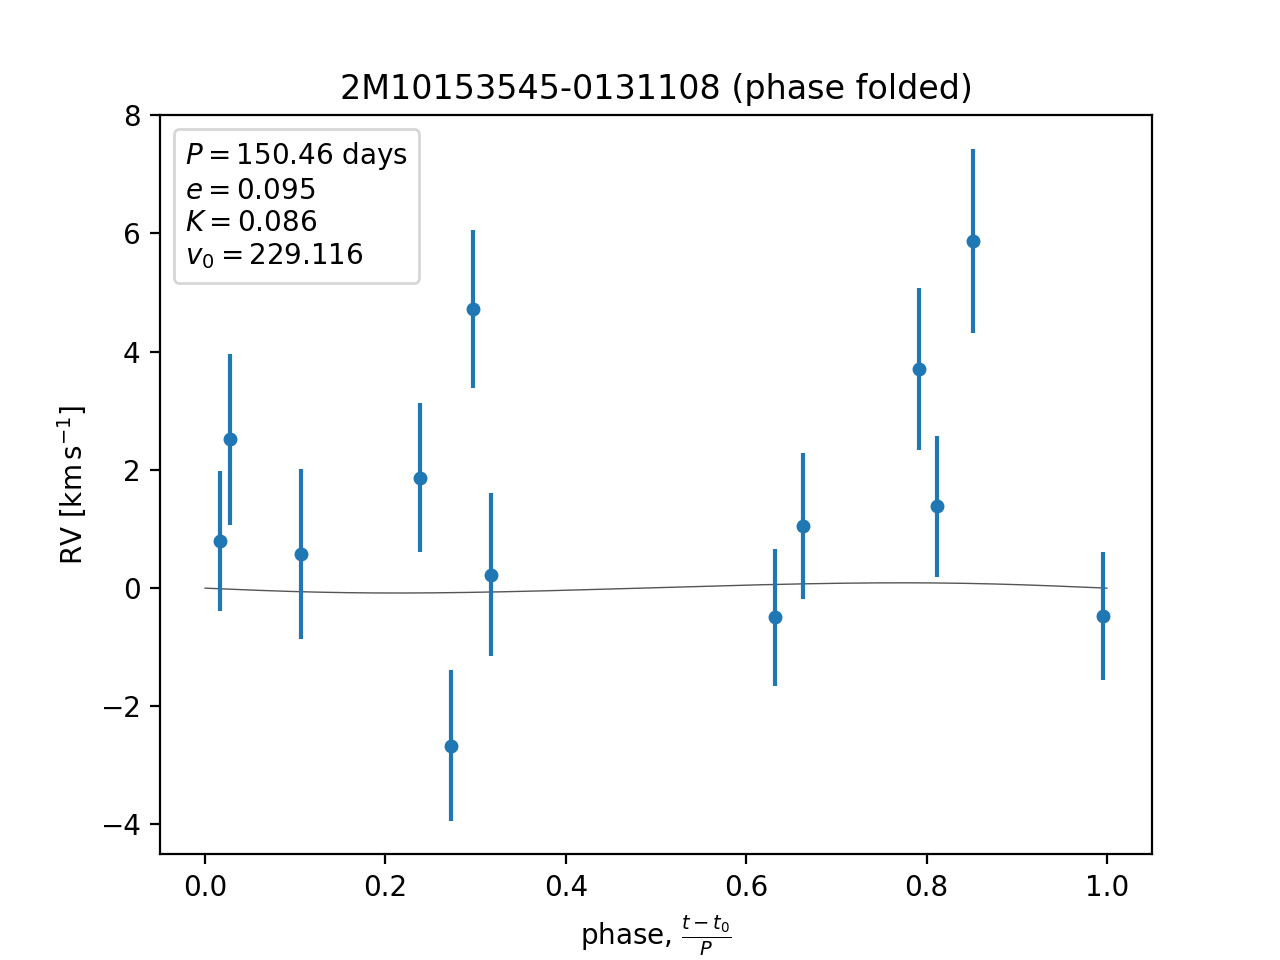 2M10153545-0131108 (phase folded)
P = 150.46 days
e = 0.095
K = 0.086
v₀ = 229.116
8
6
4
2
0
−2
−4
RV [km s⁻¹]
0.0 0.2 0.4 0.6 0.8 1.0
phase, (t − t₀)/P